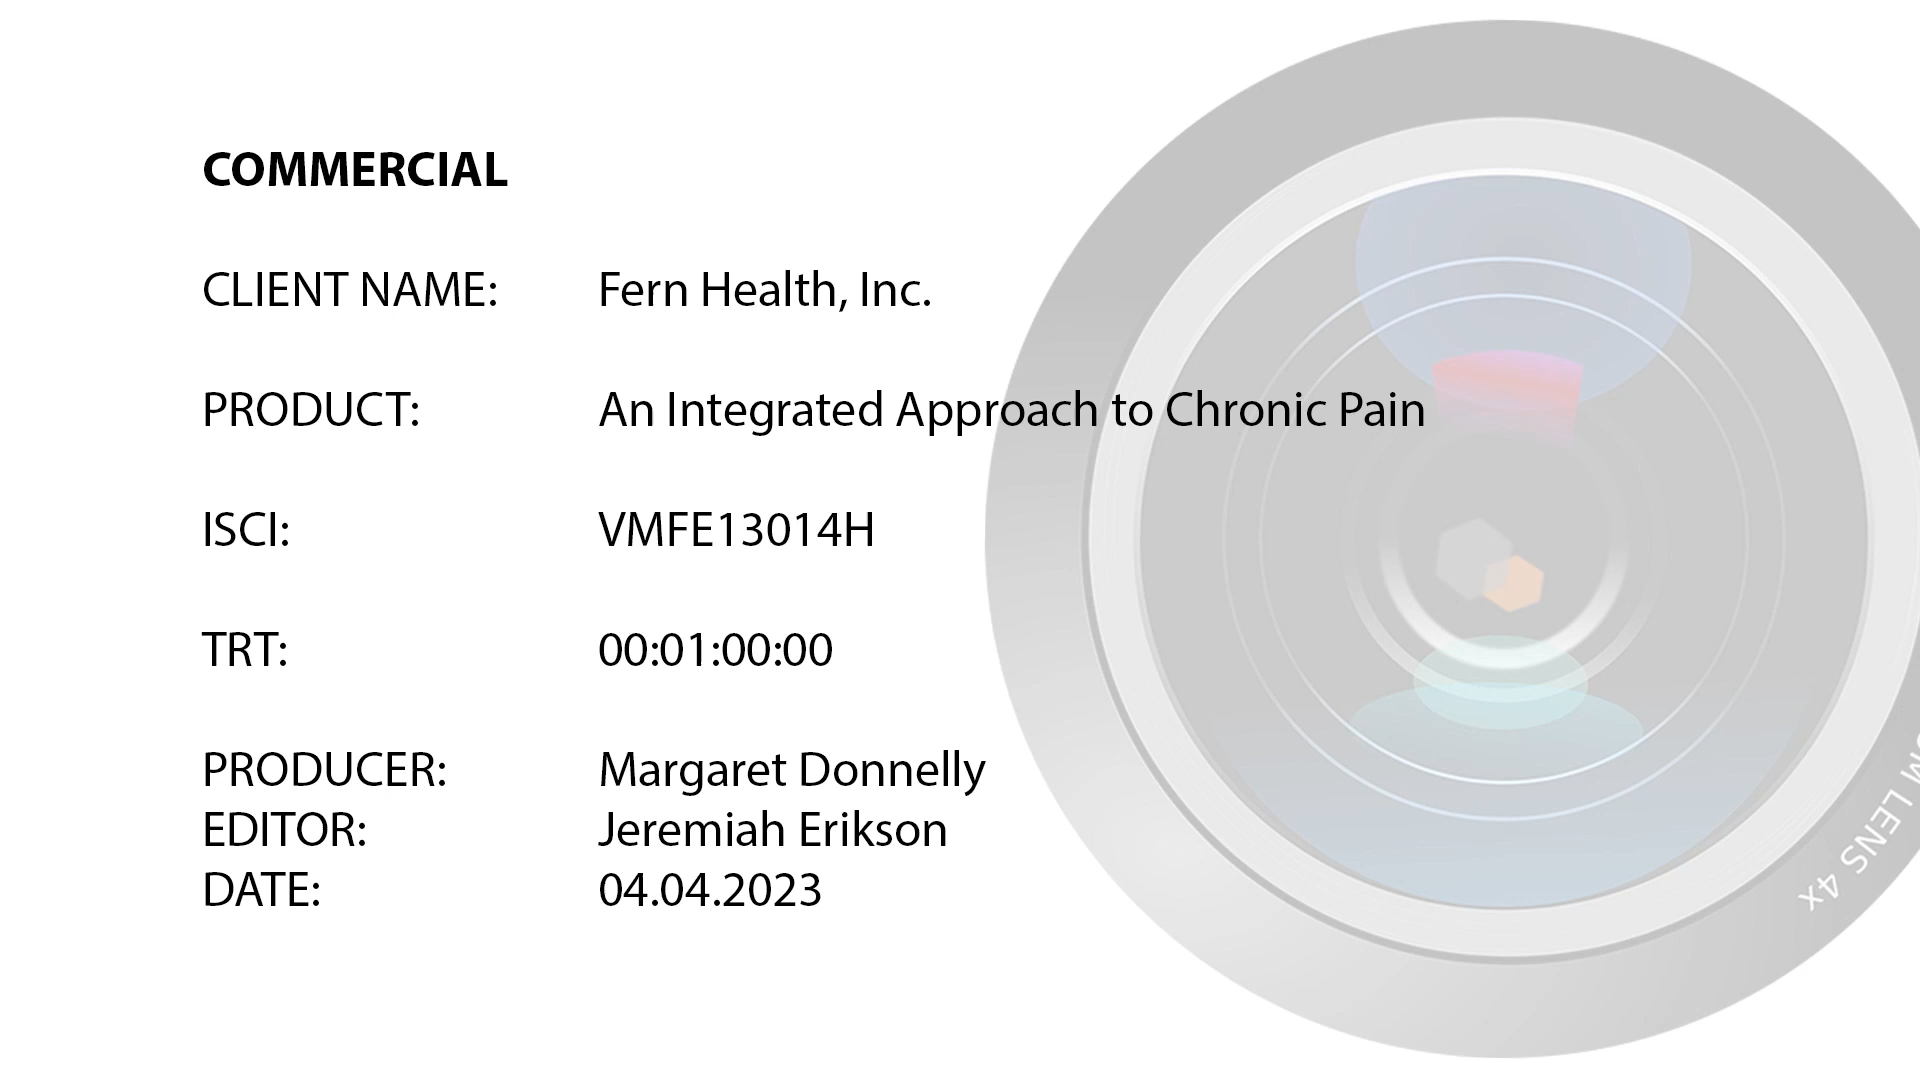 COMMERCIAL
CLIENT NAME: Fern Health, Inc.
PRODUCT: An Integrated Approach to Chronic Pain
ISCI: VMFE13014H
TRT: 00:01:00:00
PRODUCER: Margaret Donnelly
EDITOR: Jeremiah Erikson
DATE: 04.04.2023
LENS 4x